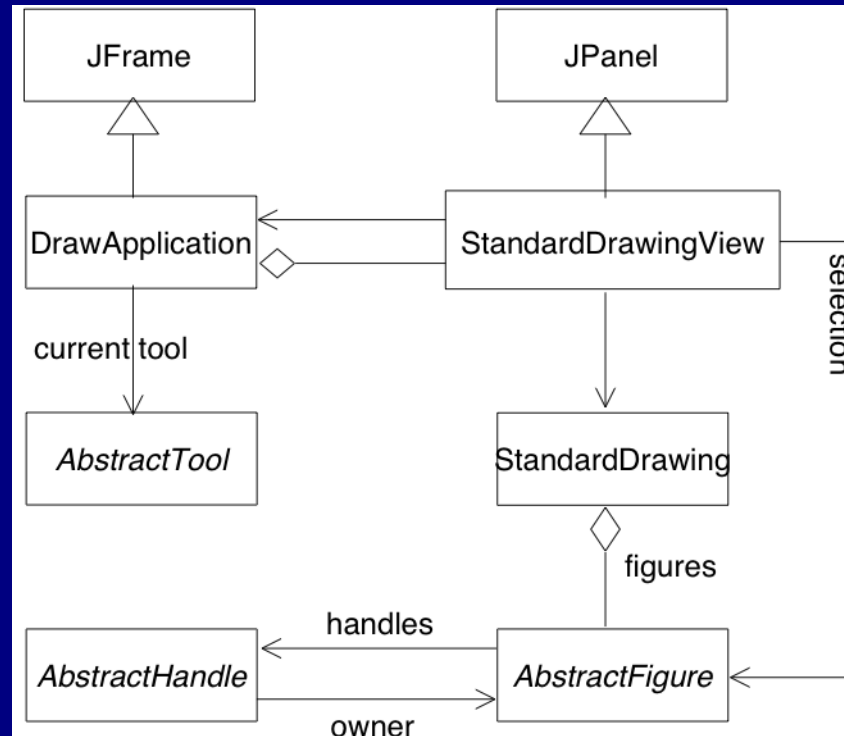 JFrame
JPanel
DrawApplication
StandardDrawingView
selection
current tool
AbstractTool
StandardDrawing
figures
handles
AbstractHandle
AbstractFigure
owner